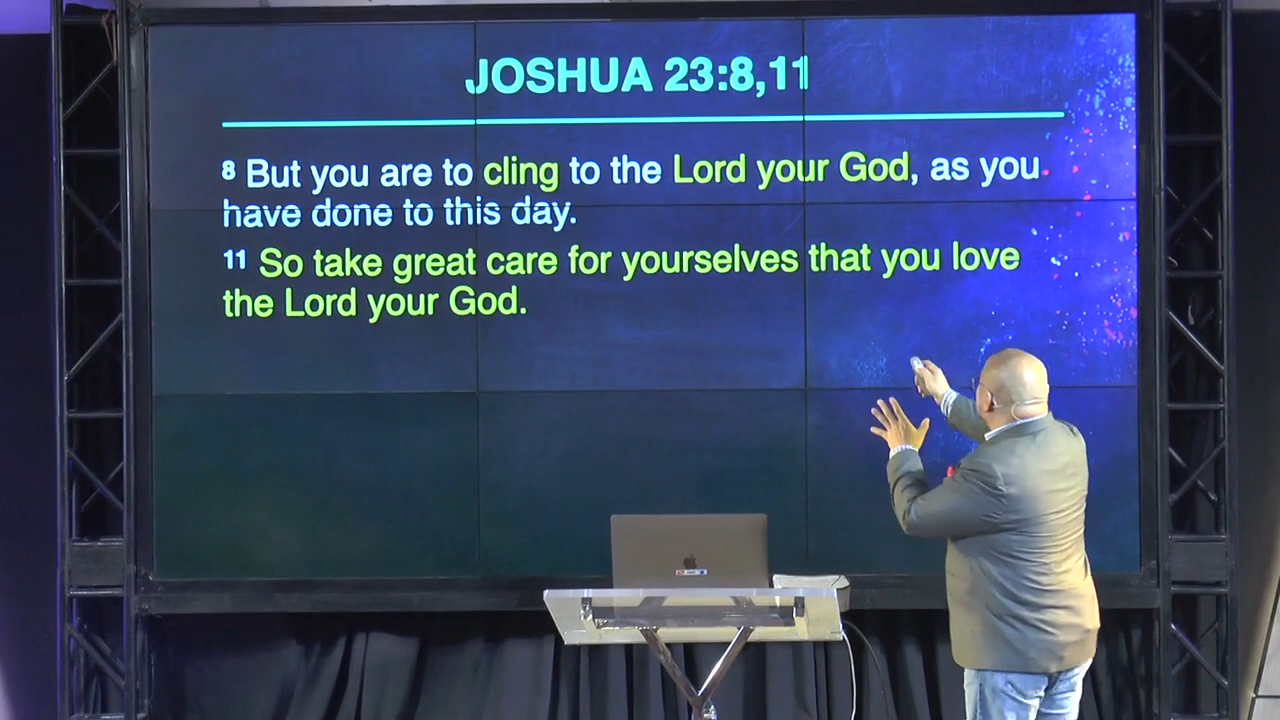 JOSHUA 23:8,11
8 But you are to cling to the Lord your God, as you
have done to this day.
11 So take great care for yourselves that you love
the Lord your God.